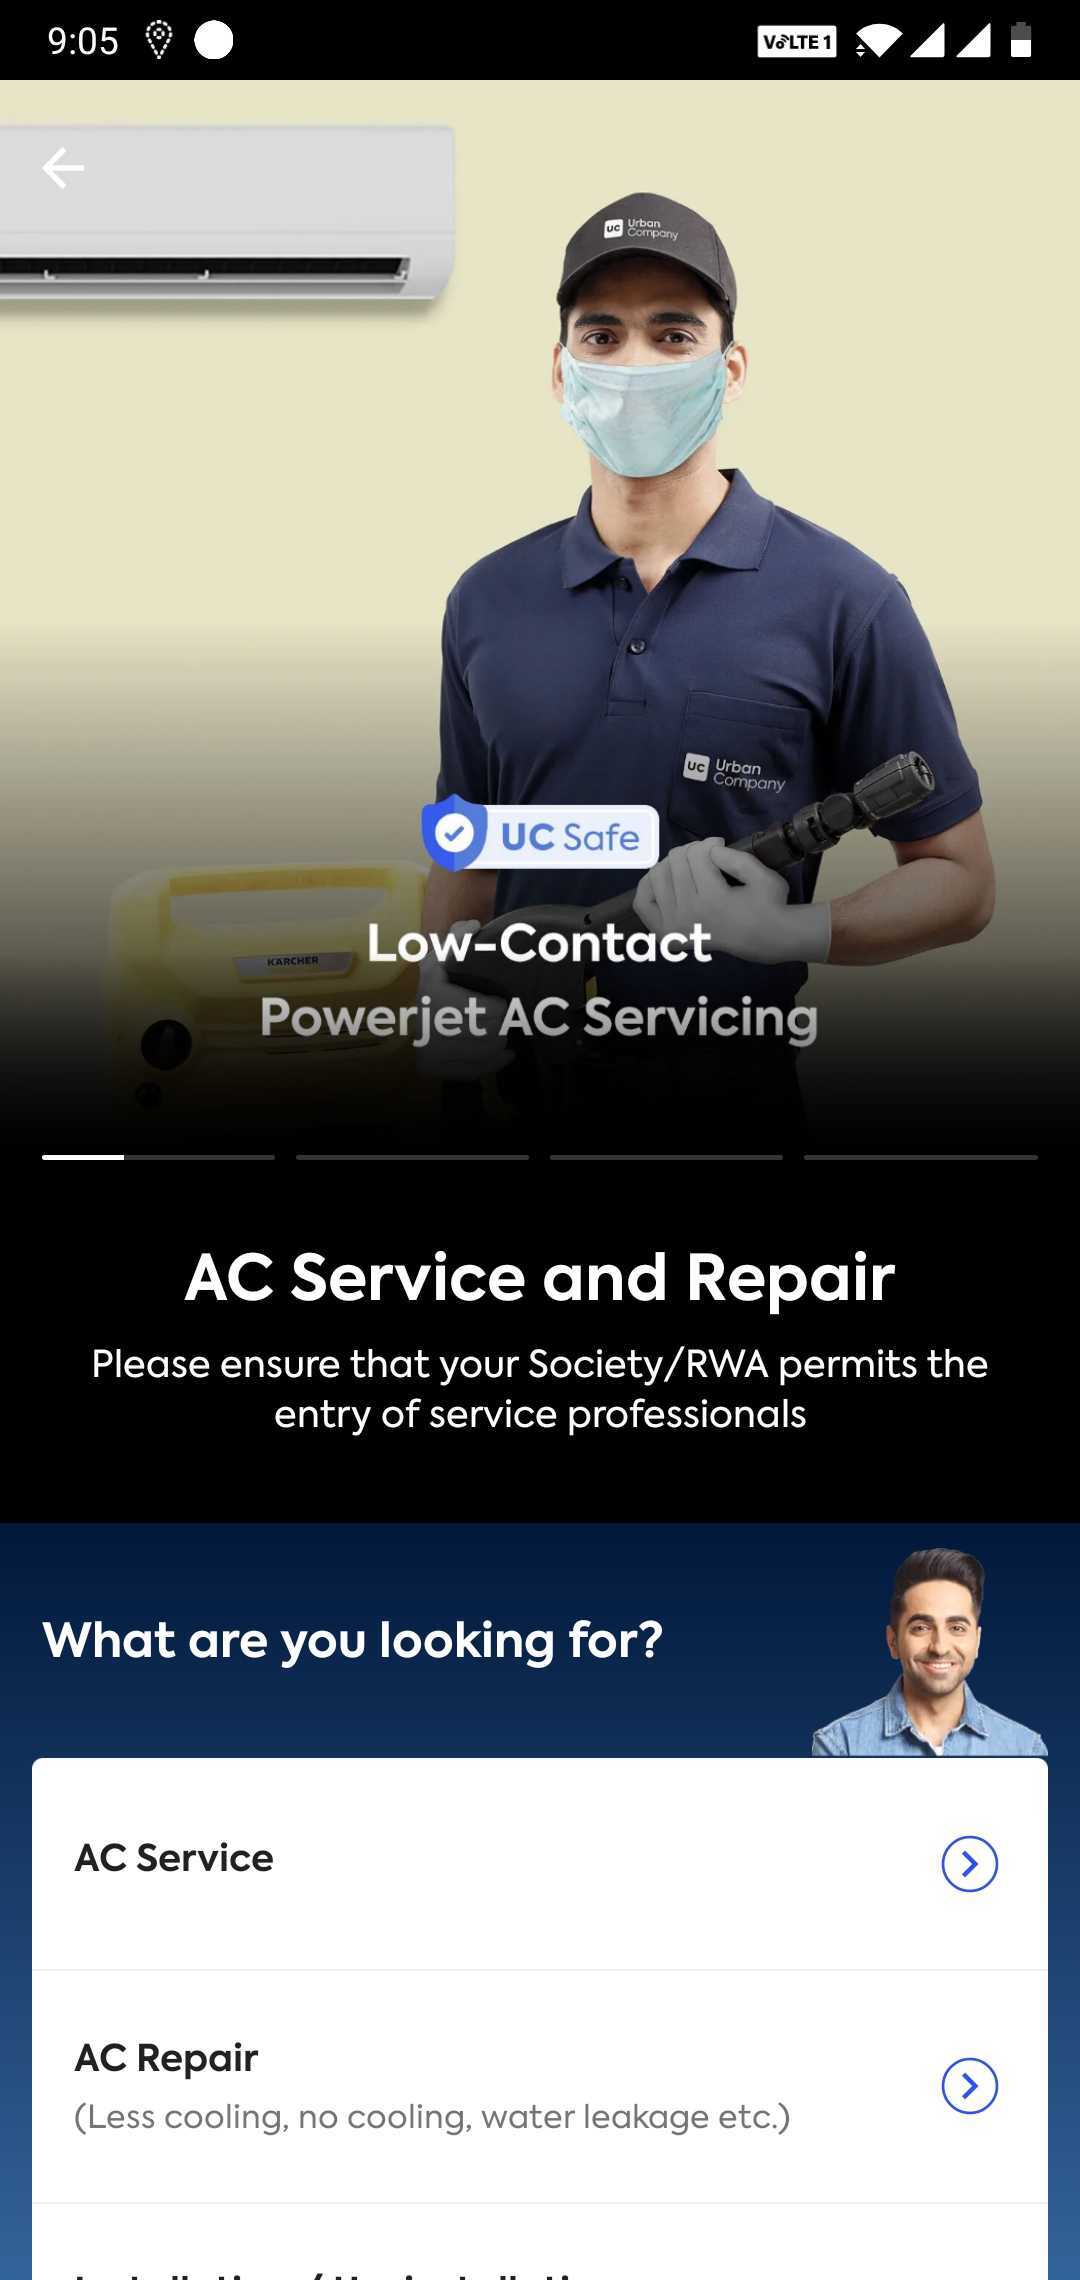 9:05
VoLTE 1
UC Urban
Company
UC Urban
Company
UC Safe
KARCHER
Low-Contact
Powerjet AC Servicing
AC Service and Repair
Please ensure that your Society/RWA permits the
entry of service professionals
What are you looking for?
AC Service
AC Repair
(Less cooling, no cooling, water leakage etc.)